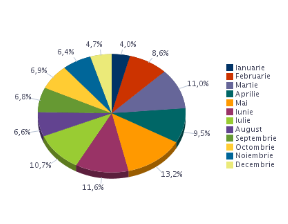 4,7%
4,0%
6,4%
8,6%
6,9%
11,0%
6,8%
9,5%
6,6%
10,7%
13,2%
11,6%
Ianuarie
Februarie
Martie
Aprilie
Mai
Iunie
Iulie
August
Septembrie
Octombrie
Noiembrie
Decembrie